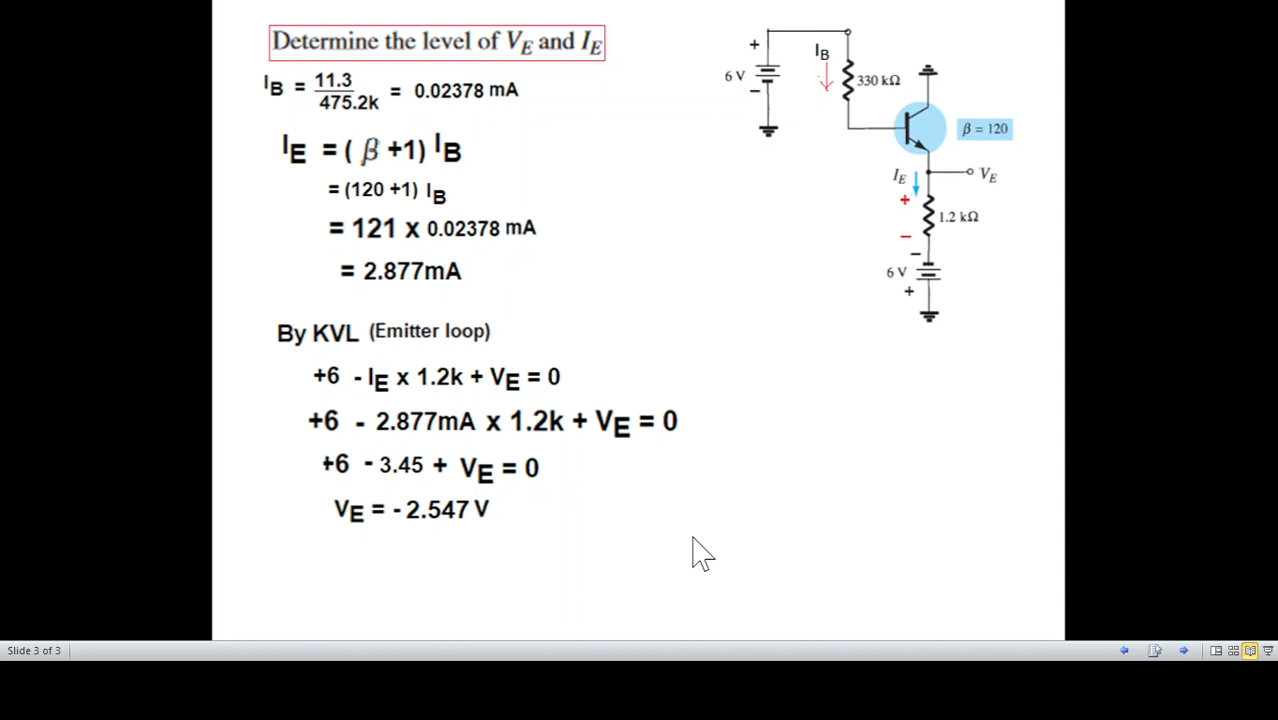 Determine the level of VE and IE
IB = 11.3 / 475.2k = 0.02378 mA
IE = ( β +1) IB
= (120 +1) IB
= 121 x 0.02378 mA
= 2.877mA
By KVL (Emitter loop)
+6 - IE x 1.2k + VE = 0
+6 - 2.877mA x 1.2k + VE = 0
+6 - 3.45 + VE = 0
VE = - 2.547 V
+
6 V
−
IB
330 kΩ
β = 120
IE
VE
+
−
1.2 kΩ
−
6 V
+
Slide 3 of 3